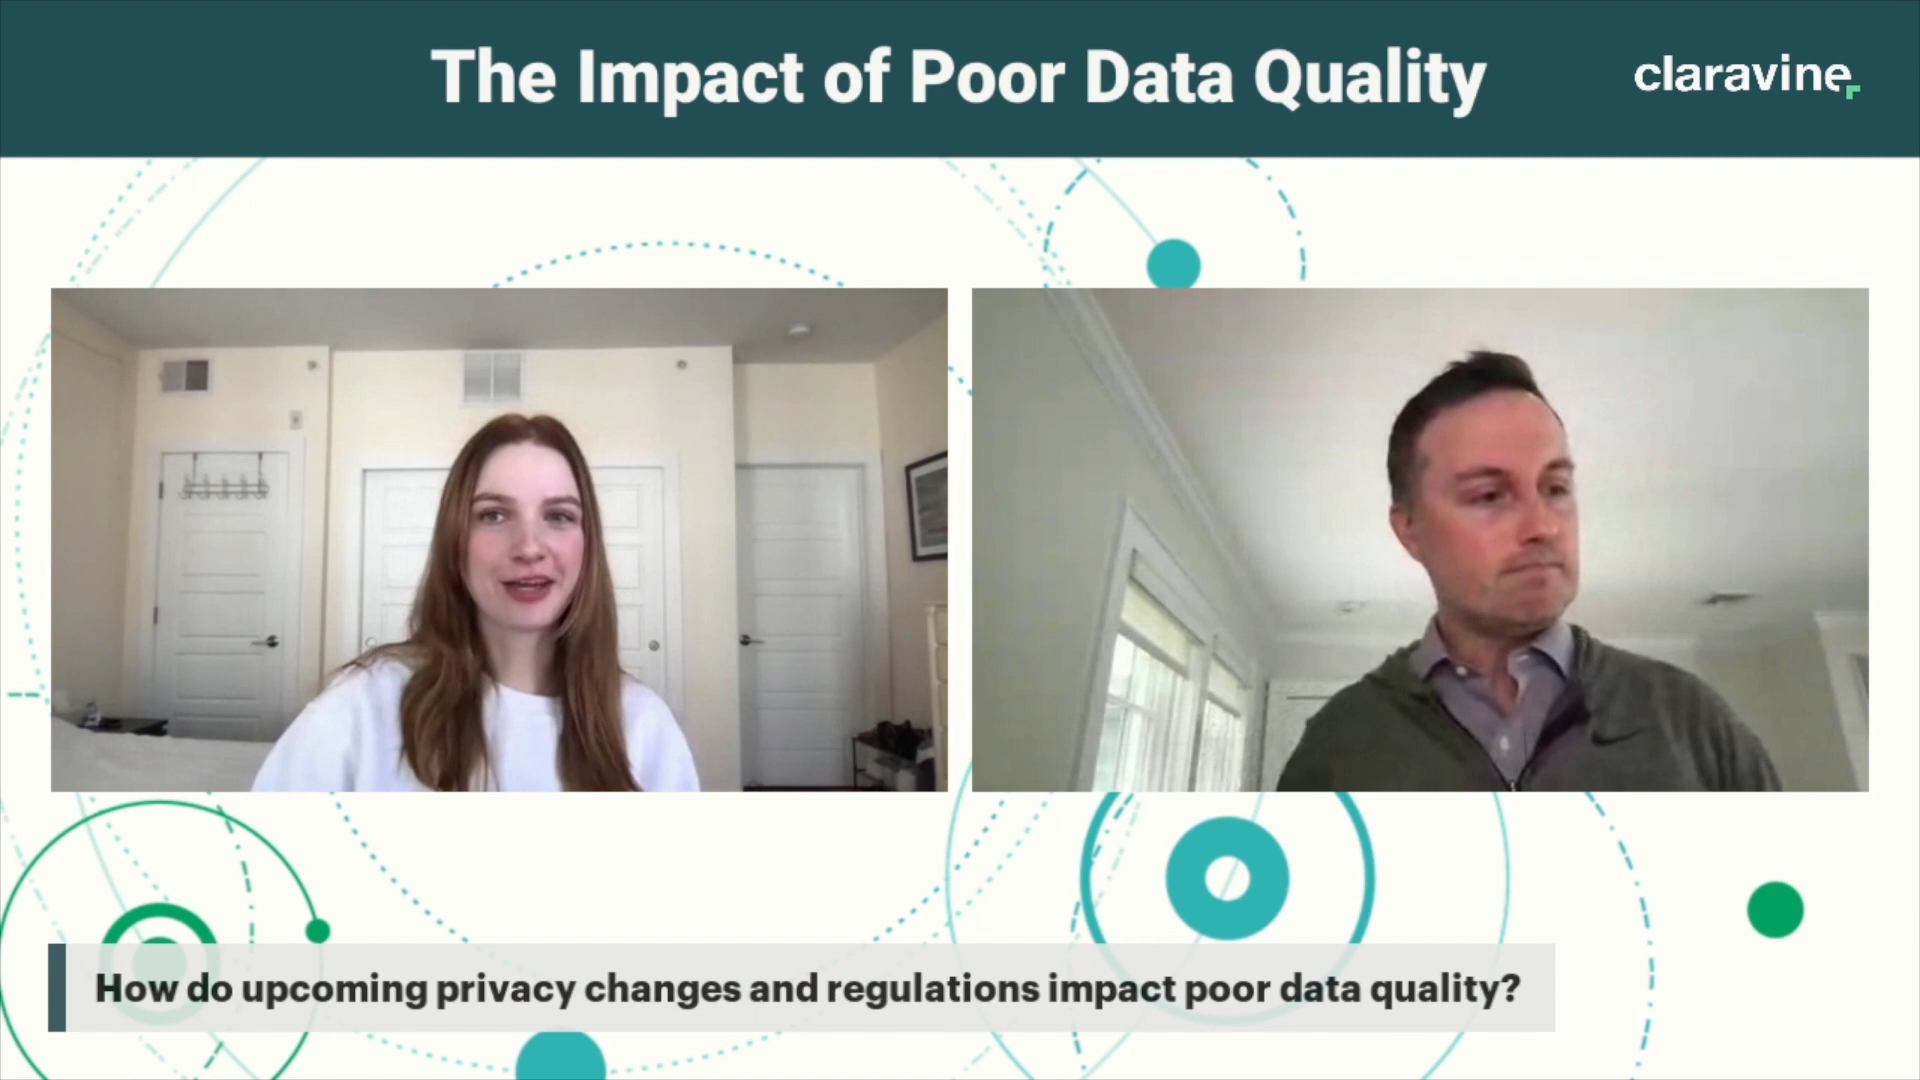 The Impact of Poor Data Quality
claravine
How do upcoming privacy changes and regulations impact poor data quality?